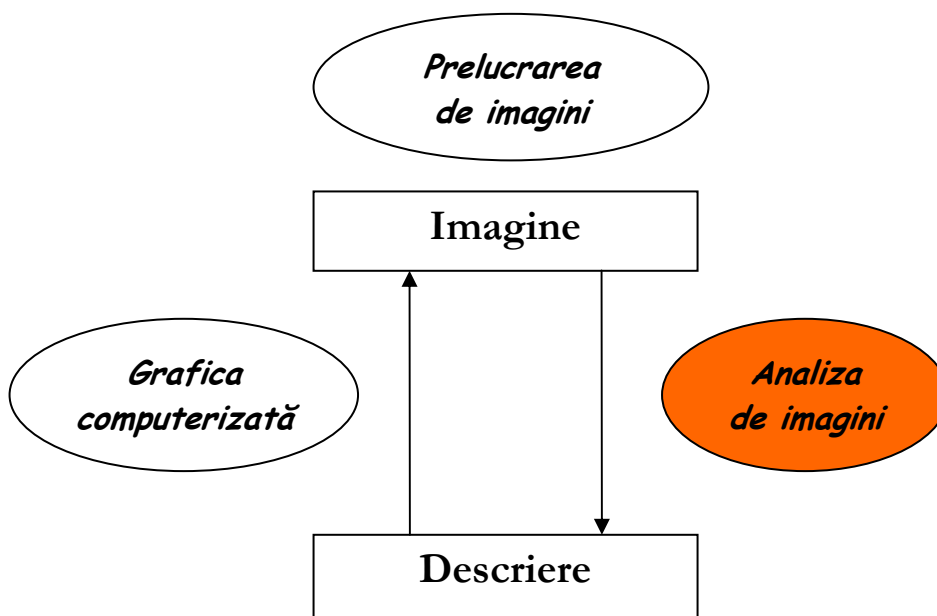 Prelucrarea
de imagini
Imagine
Grafica
computerizată
Analiza
de imagini
Descriere